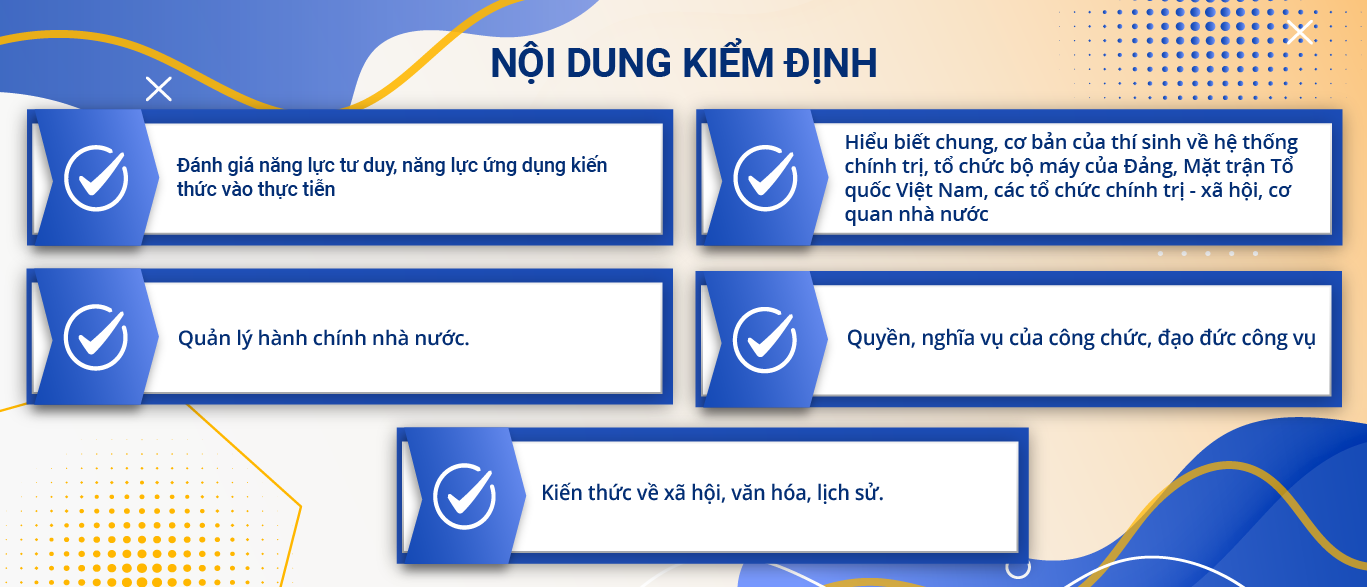 NỘI DUNG KIỂM ĐỊNH
Đánh giá năng lực tư duy, năng lực ứng dụng kiến
thức vào thực tiễn
Hiểu biết chung, cơ bản của thí sinh về hệ thống
chính trị, tổ chức bộ máy của Đảng, Mặt trận Tổ
quốc Việt Nam, các tổ chức chính trị - xã hội, cơ
quan nhà nước
Quản lý hành chính nhà nước.
Quyền, nghĩa vụ của công chức, đạo đức công vụ
Kiến thức về xã hội, văn hóa, lịch sử.